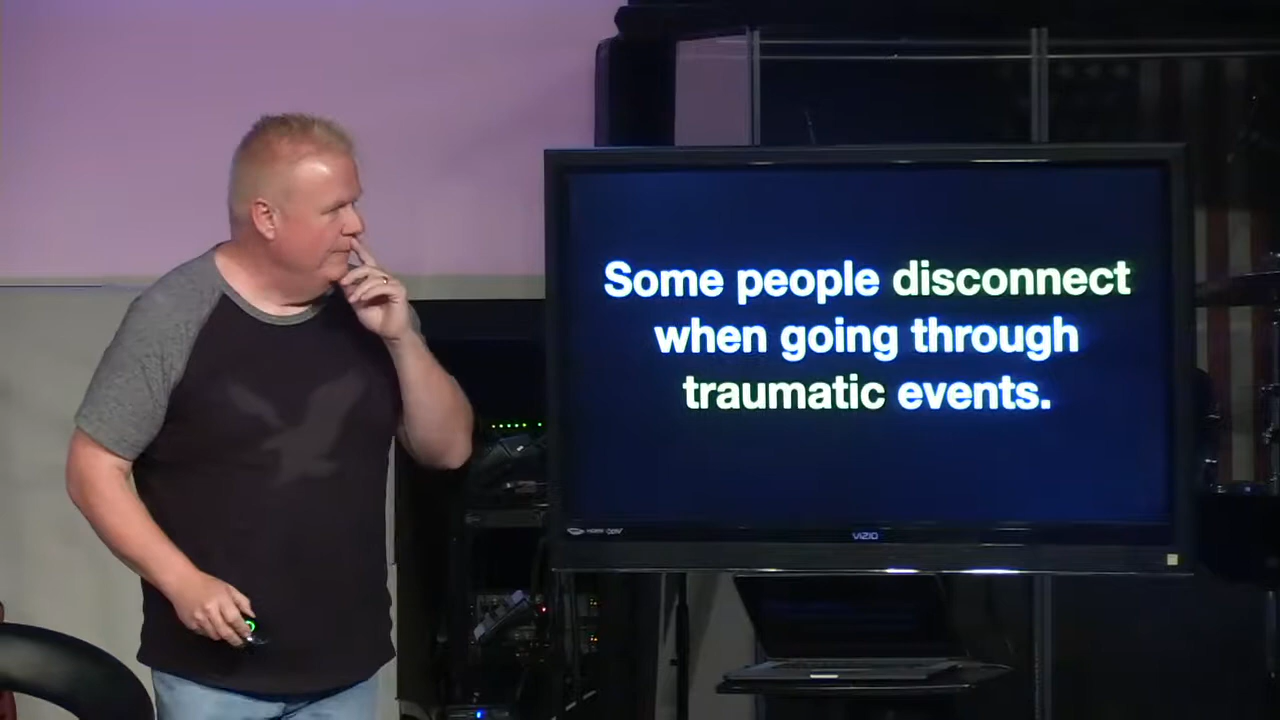 Some people disconnect
when going through
traumatic events.
VIZIO